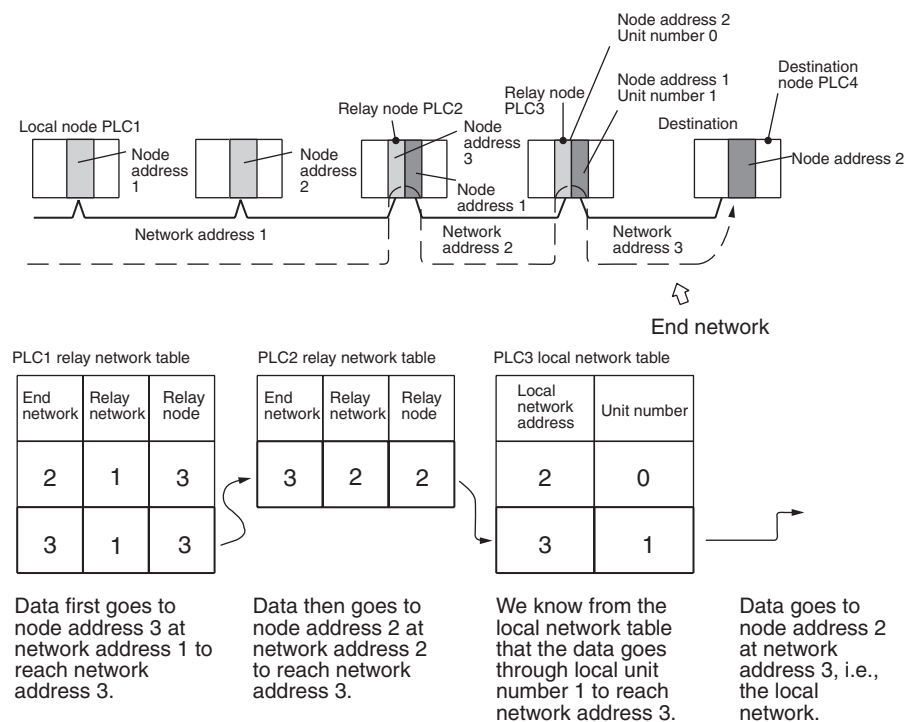 Node address 2
Unit number 0
Node address 1
Unit number 1
Destination
node PLC4
Relay node
PLC3
Relay node PLC2
Local node PLC1
Destination
Node
address
1
Node
address
2
Node
address
3
Node
address 1
Node address 2
Network address 1
Network
address 2
Network
address 3
End network
PLC1 relay network table
End
network
Relay
network
Relay
node
2 1 3
3 1 3
PLC2 relay network table
End
network
Relay
network
Relay
node
3 2 2
PLC3 local network table
Local
network
address
Unit number
2 0
3 1
Data first goes to
node address 3 at
network address 1 to
reach network
address 3.
Data then goes to
node address 2 at
network address 2
to reach network
address 3.
We know from the
local network table
that the data goes
through local unit
number 1 to reach
network address 3.
Data goes to
node address 2
at network
address 3, i.e.,
the local
network.